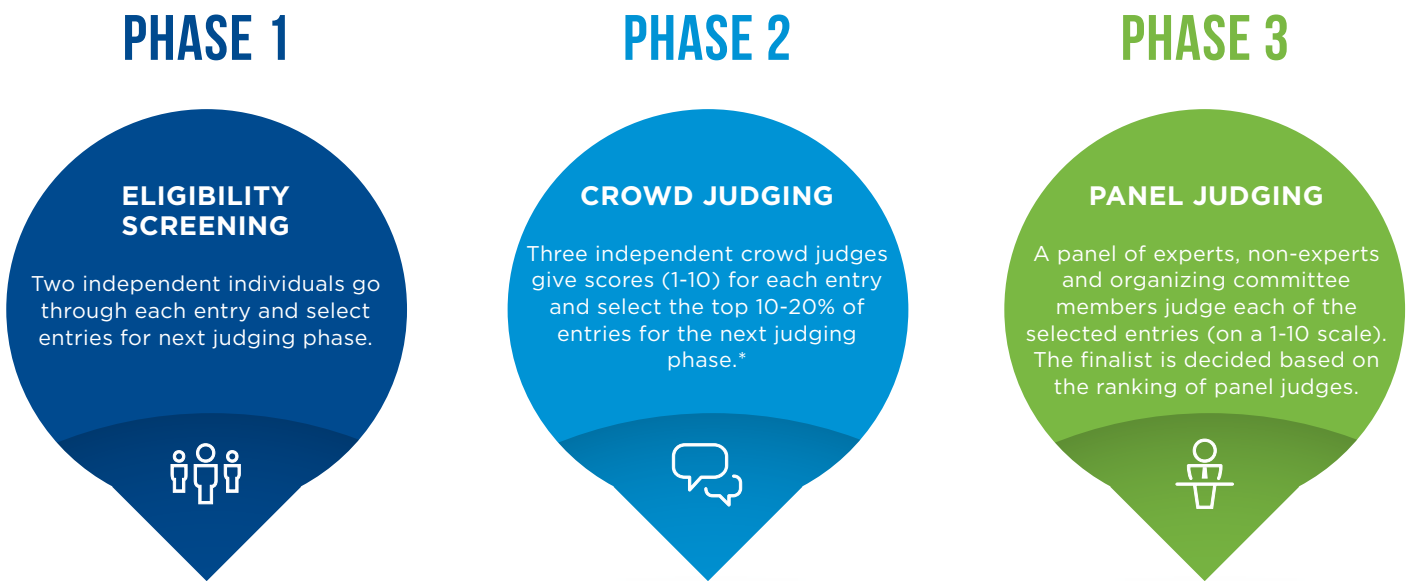 PHASE 1
ELIGIBILITY
SCREENING
Two independent individuals go
through each entry and select
entries for next judging phase.
PHASE 2
CROWD JUDGING
Three independent crowd judges
give scores (1-10) for each entry
and select the top 10-20% of
entries for the next judging
phase.*
PHASE 3
PANEL JUDGING
A panel of experts, non-experts
and organizing committee
members judge each of the
selected entries (on a 1-10 scale).
The finalist is decided based on
the ranking of panel judges.